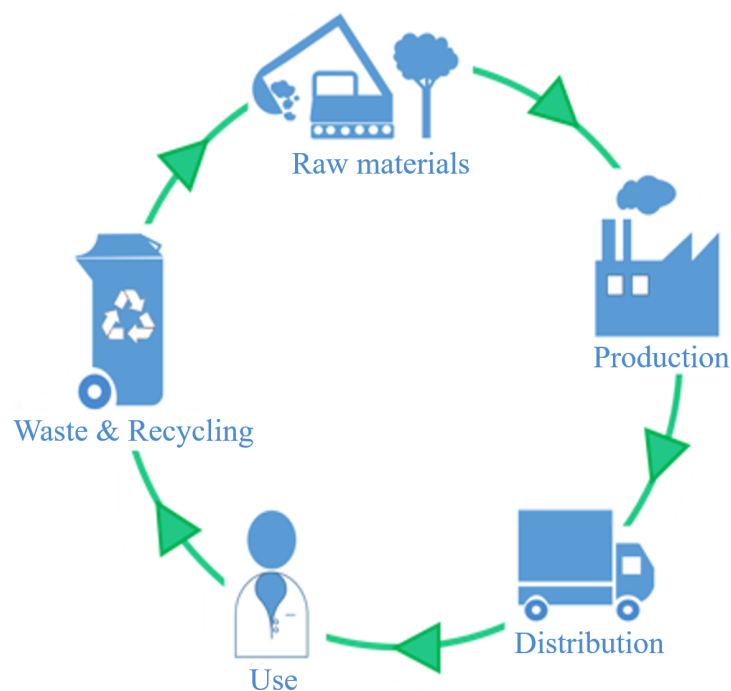 Raw materials
Production
Distribution
Use
Waste & Recycling